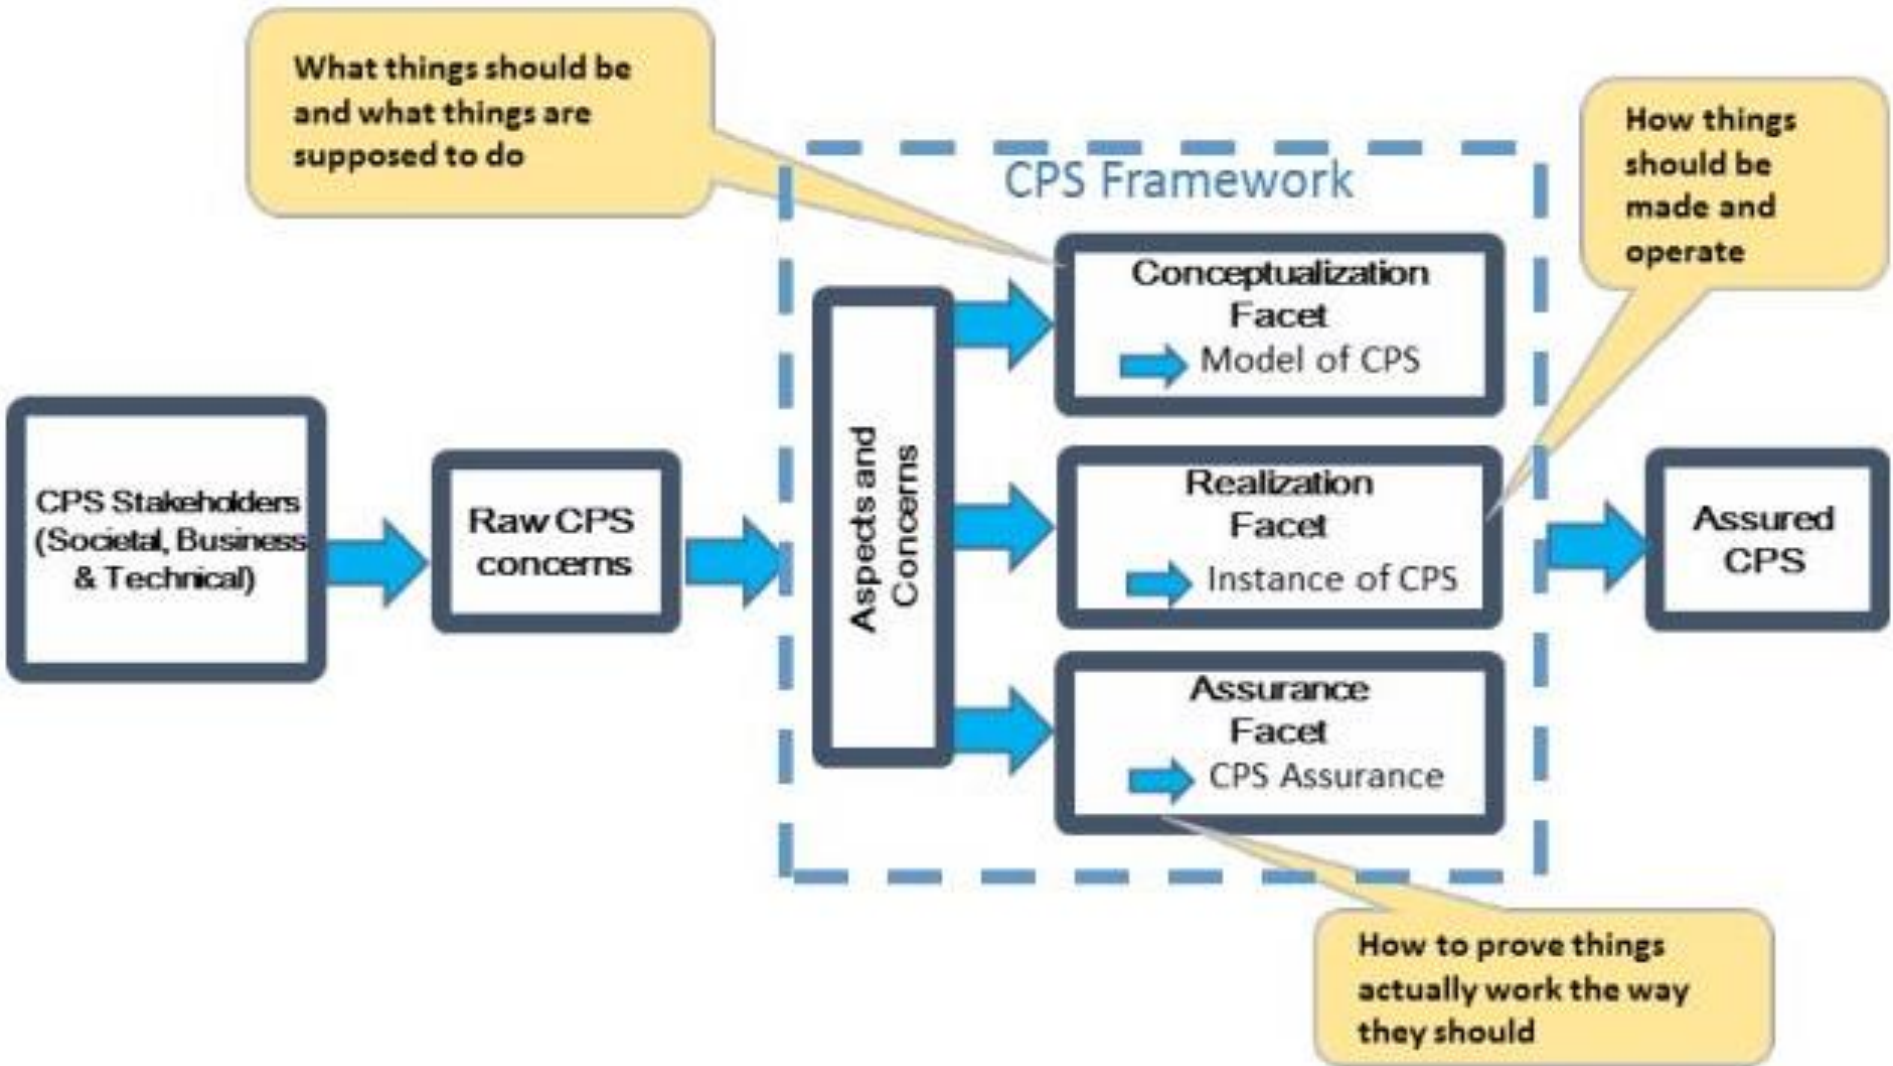 What things should be
and what things are
supposed to do
How things
should be
made and
operate
CPS Framework
Conceptualization
Facet
Model of CPS
CPS Stakeholders
(Societal, Business
& Technical)
Raw CPS
concerns
Aspects and
Concerns
Realization
Facet
Instance of CPS
Assured
CPS
Assurance
Facet
CPS Assurance
How to prove things
actually work the way
they should